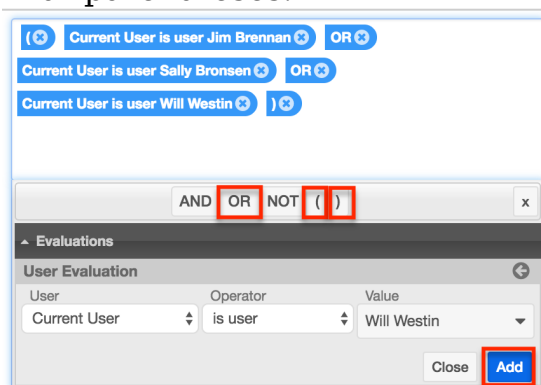 ( Current User is user Jim Brennan OR
Current User is user Sally Bronsen OR
Current User is user Will Westin )
AND OR NOT ( ) x
Evaluations
User Evaluation
User Operator Value
Current User is user Will Westin
Close Add